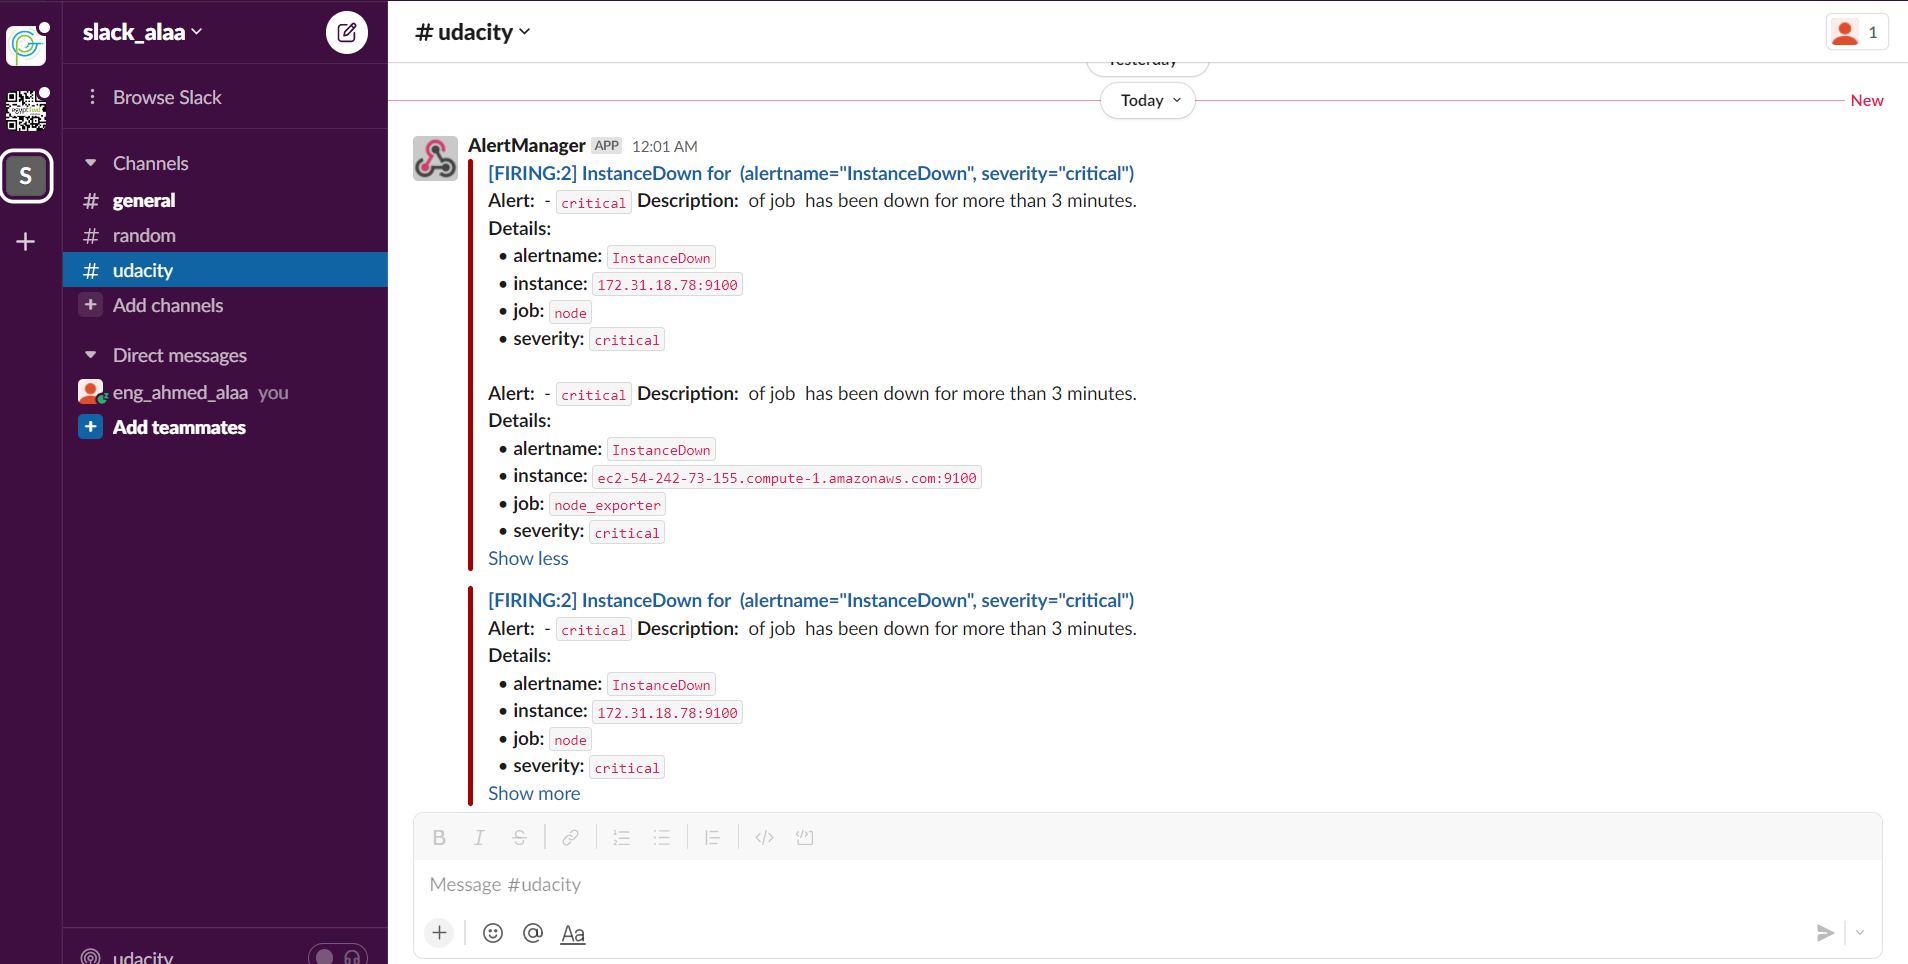 slack_alaa
Browse Slack
Channels
# general
# random
# udacity
+ Add channels
Direct messages
eng_ahmed_alaa you
+ Add teammates
udacity
S
+
# udacity
1
Yesterday
Today
New
AlertManager APP 12:01 AM
[FIRING:2] InstanceDown for (alertname="InstanceDown", severity="critical")
Alert: - critical Description: of job has been down for more than 3 minutes.
Details:
• alertname: InstanceDown
• instance: 172.31.18.78:9100
• job: node
• severity: critical
Alert: - critical Description: of job has been down for more than 3 minutes.
Details:
• alertname: InstanceDown
• instance: ec2-54-242-73-155.compute-1.amazonaws.com:9100
• job: node_exporter
• severity: critical
Show less
[FIRING:2] InstanceDown for (alertname="InstanceDown", severity="critical")
Alert: - critical Description: of job has been down for more than 3 minutes.
Details:
• alertname: InstanceDown
• instance: 172.31.18.78:9100
• job: node
• severity: critical
Show more
B I S
Message #udacity
+ @ Aa